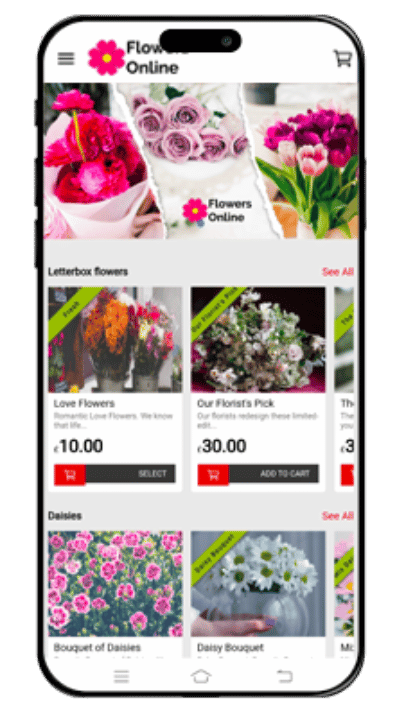 Flowers
Online
Flowers
Online
Letterbox flowers
See All
Fresh
Our Florist's Pick
The
Love Flowers
Our Florist's Pick
The
Romantic Love Flowers. We know
that life...
Our florists redesign these limited-
edit...
The
you
£10.00
£30.00
£3
SELECT
ADD TO CART
Daisies
See All
Daisy Bouquet
Bouquet of Daisies
Daisy Bouquet